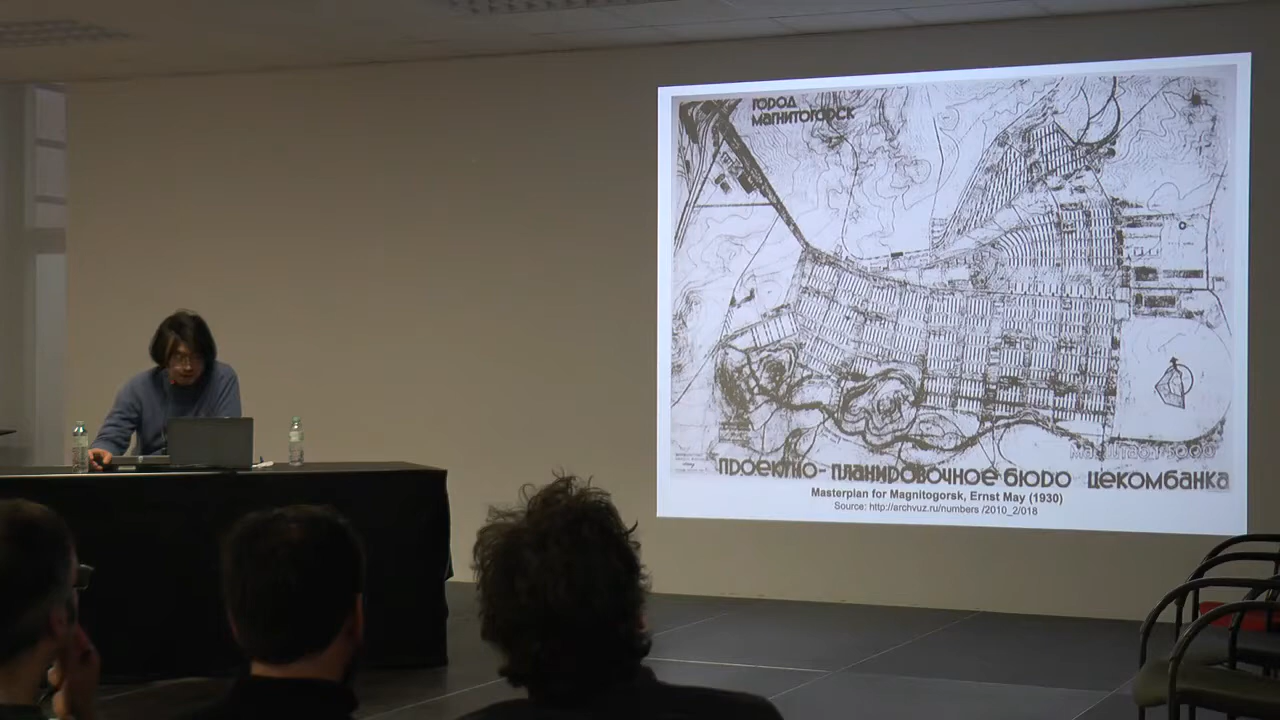 ГОРОД
МАГНИТОГОРСК
ПРОЕКТНО-ПЛАНИРОВОЧНОЕ БЮРО ЦЕКОМБАНКА
Masterplan for Magnitogorsk, Ernst May (1930)
Source: http://archvuz.ru/numbers /2010_2/018